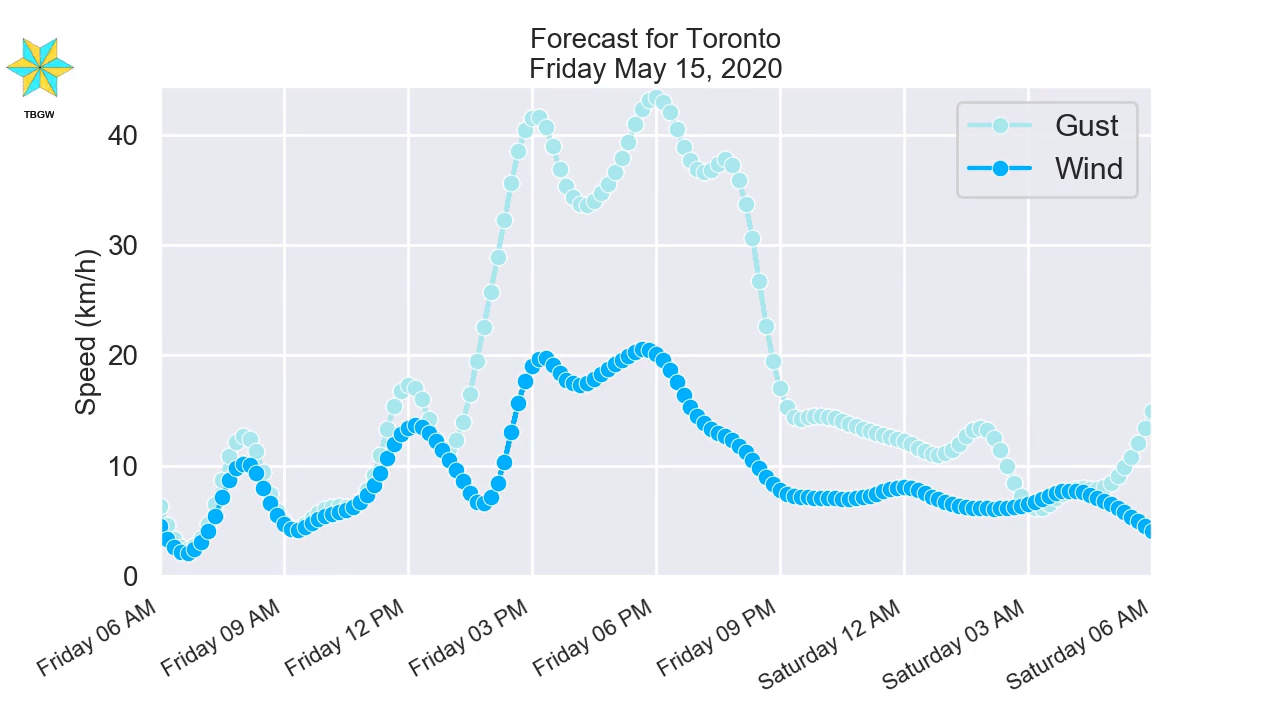 Forecast for Toronto
Friday May 15, 2020
TBGW
Gust
Wind
Speed (km/h)
40
30
20
10
0
Friday 06 AM
Friday 09 AM
Friday 12 PM
Friday 03 PM
Friday 06 PM
Friday 09 PM
Saturday 12 AM
Saturday 03 AM
Saturday 06 AM